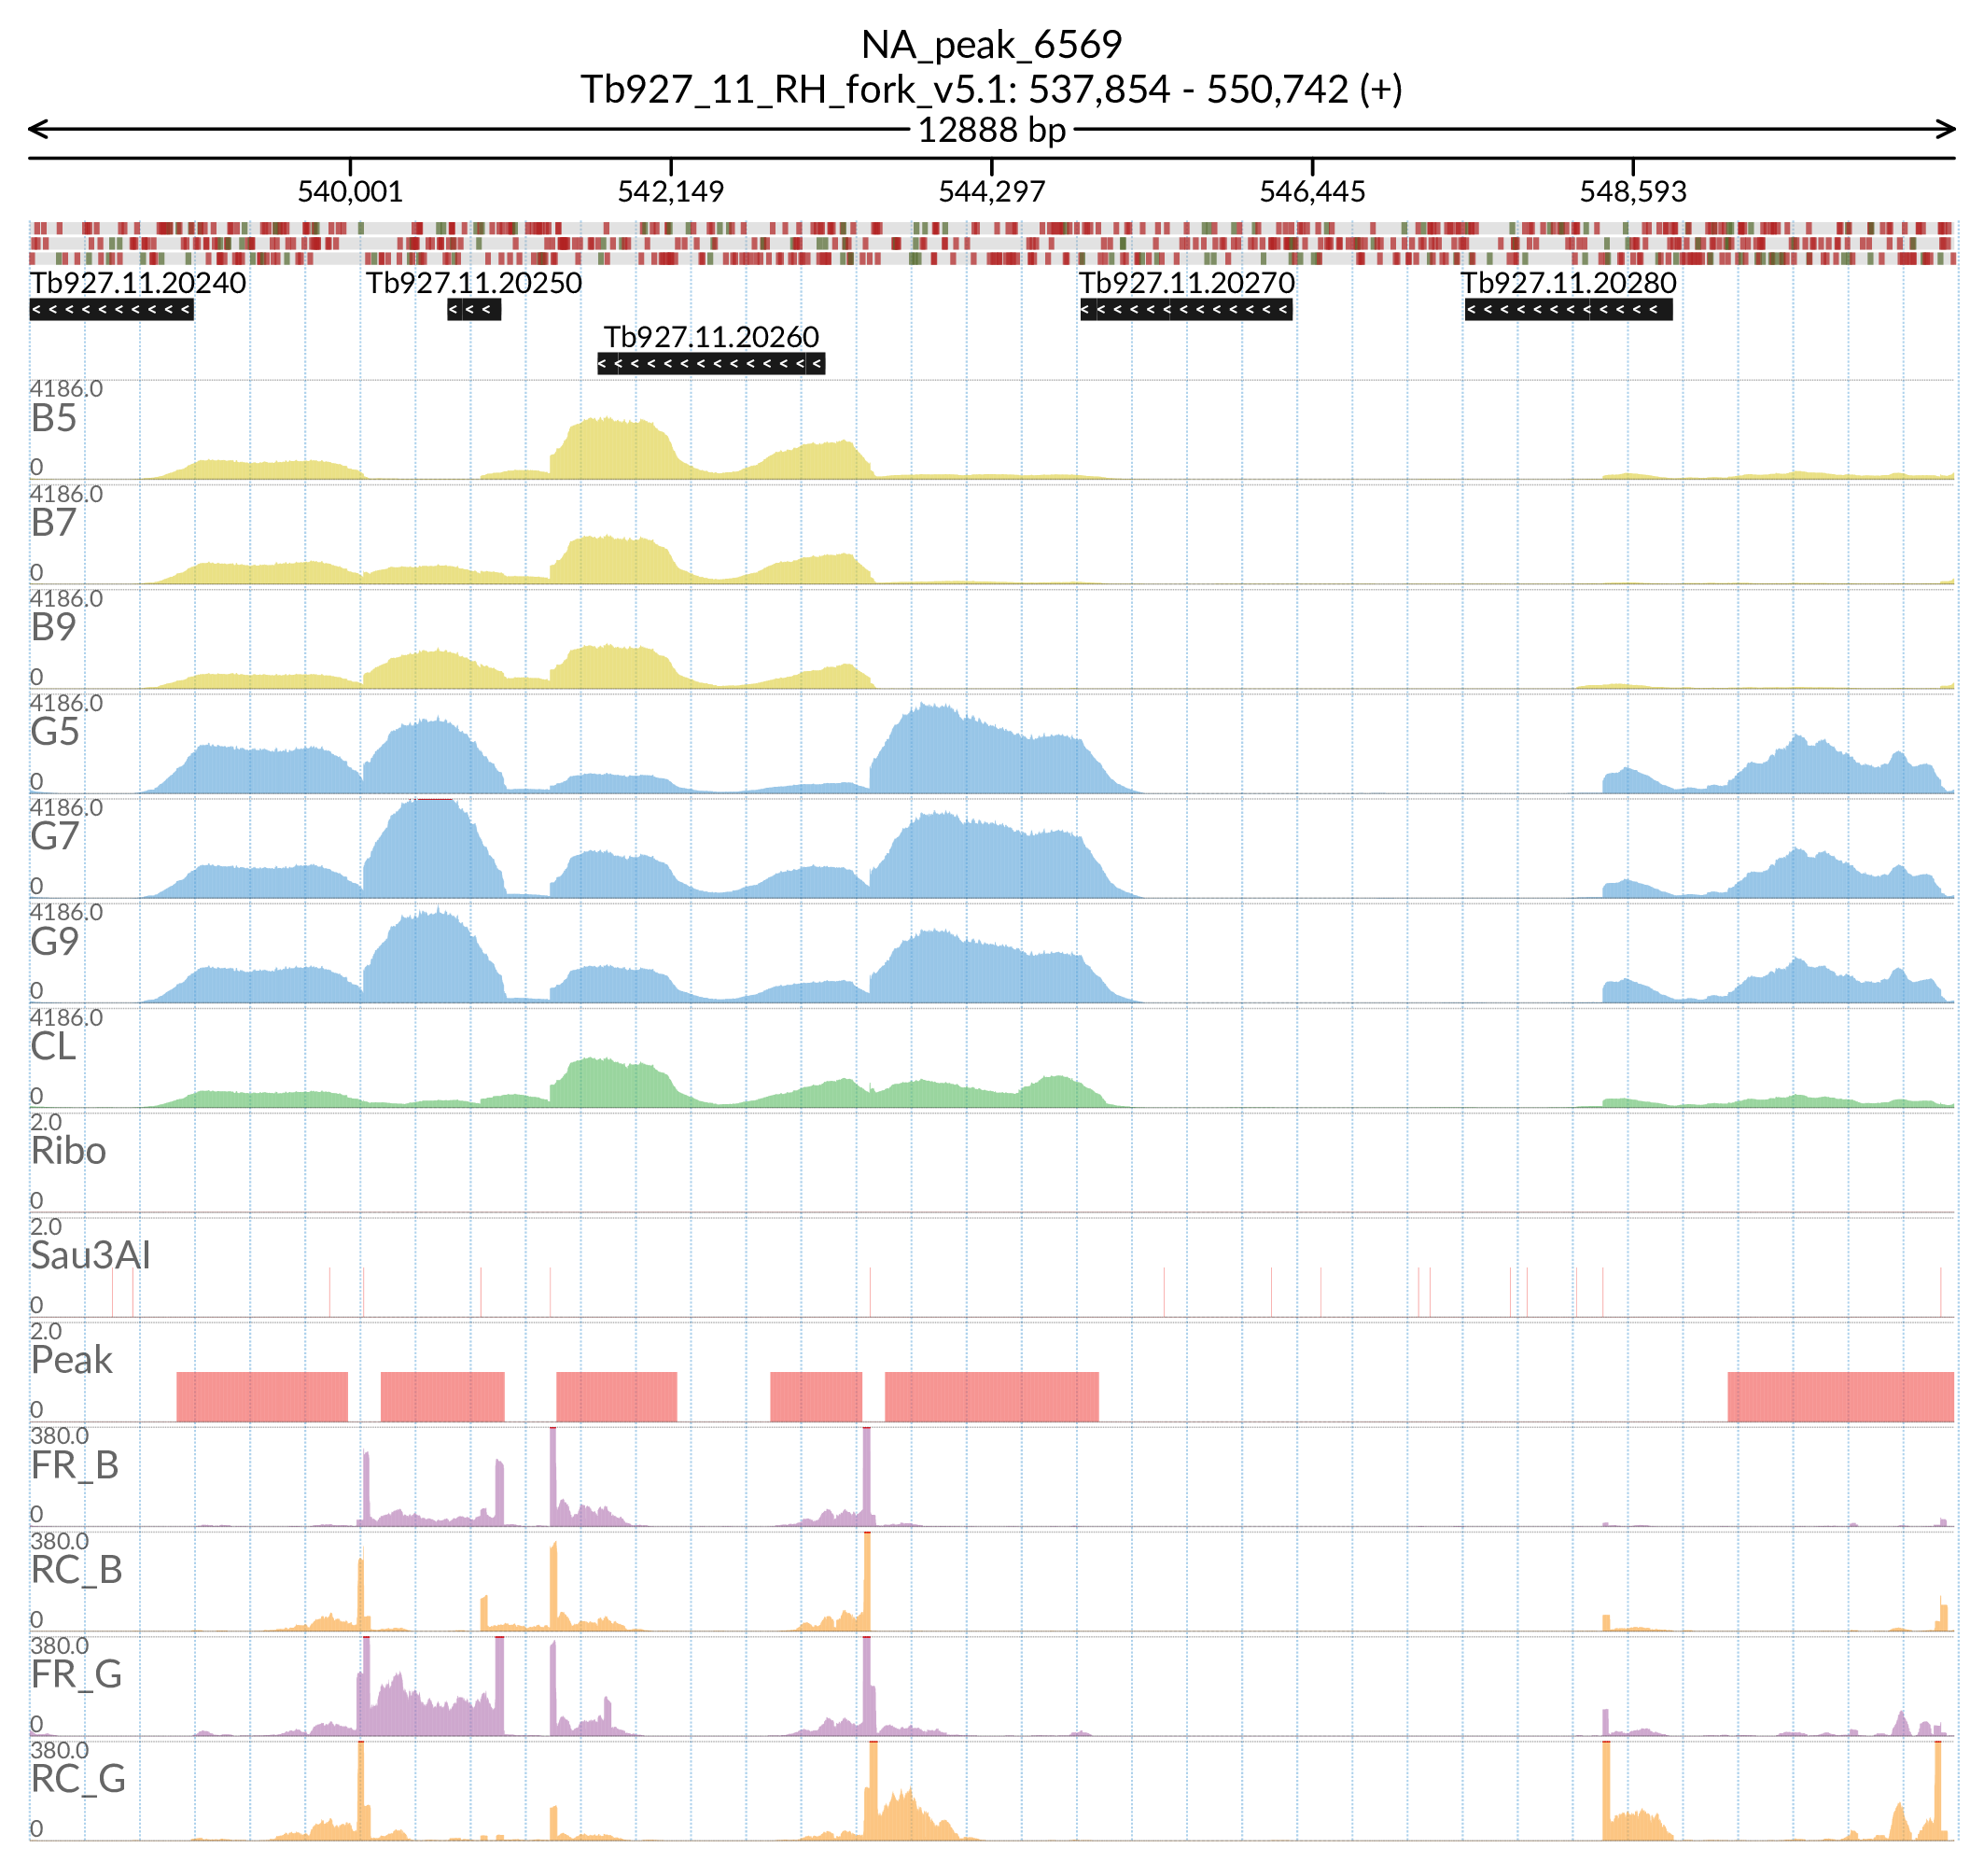 NA_peak_6569
Tb927_11_RH_fork_v5.1: 537,854 - 550,742 (+)
12888 bp
540,001 542,149 544,297 546,445 548,593
Tb927.11.20240 Tb927.11.20250 Tb927.11.20270 Tb927.11.20280
Tb927.11.20260
4186.0
B5
0
4186.0
B7
0
4186.0
B9
0
4186.0
G5
0
4186.0
G7
0
4186.0
G9
0
4186.0
CL
0
2.0
Ribo
0
2.0
Sau3AI
0
2.0
Peak
0
380.0
FR_B
0
380.0
RC_B
0
380.0
FR_G
0
380.0
RC_G
0